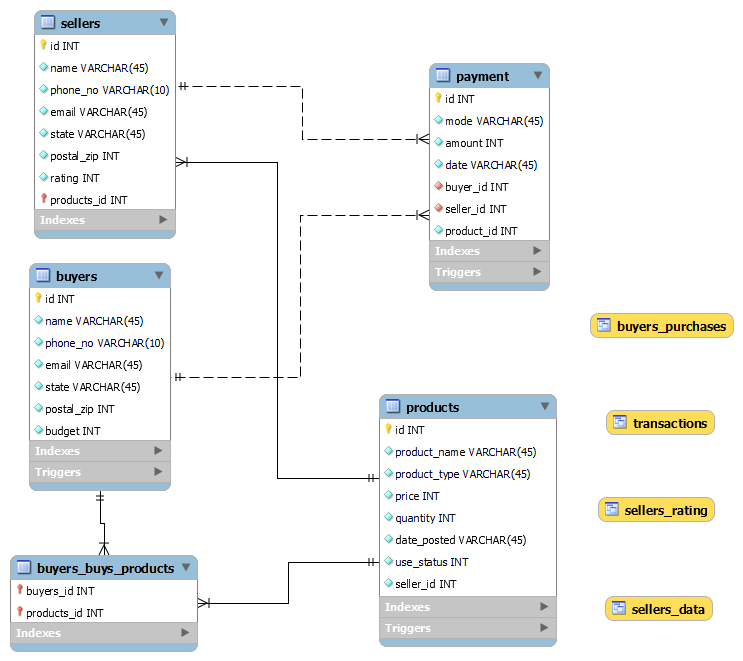 sellers
id INT
name VARCHAR(45)
phone_no VARCHAR(10)
email VARCHAR(45)
state VARCHAR(45)
postal_zip INT
rating INT
products_id INT
Indexes
payment
id INT
mode VARCHAR(45)
amount INT
date VARCHAR(45)
buyer_id INT
seller_id INT
product_id INT
Indexes
Triggers
buyers
id INT
name VARCHAR(45)
phone_no VARCHAR(10)
email VARCHAR(45)
state VARCHAR(45)
postal_zip INT
budget INT
Indexes
Triggers
products
id INT
product_name VARCHAR(45)
product_type VARCHAR(45)
price INT
quantity INT
date_posted VARCHAR(45)
use_status INT
seller_id INT
Indexes
Triggers
buyers_buys_products
buyers_id INT
products_id INT
Indexes
buyers_purchases
transactions
sellers_rating
sellers_data